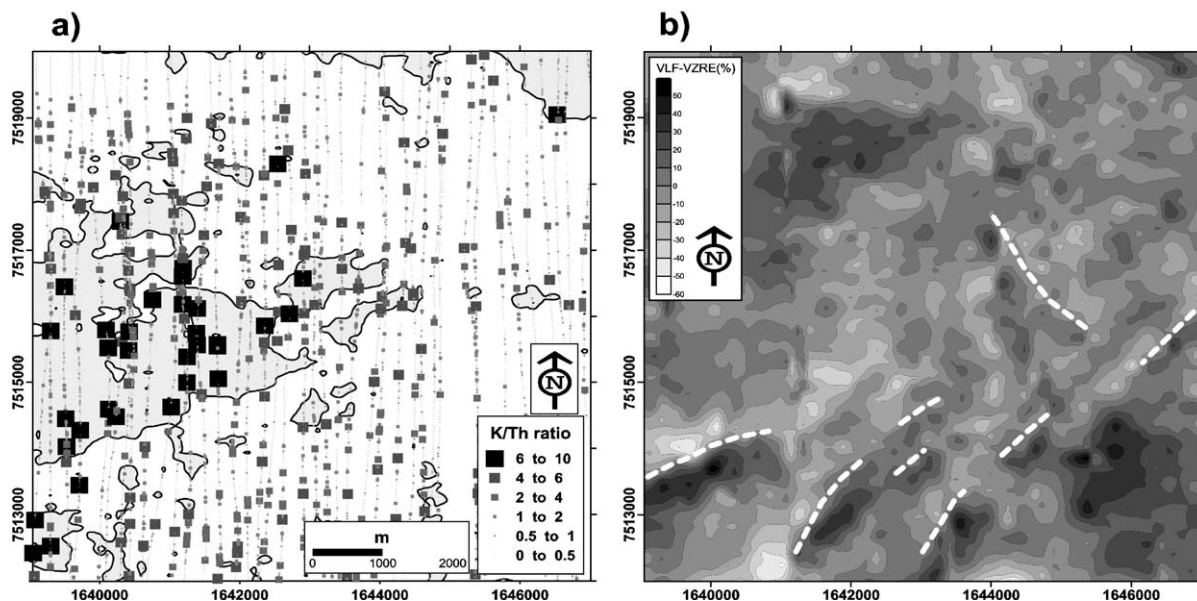 a)
7519000
7517000
7515000
7513000
N
K/Th ratio
6 to 10
4 to 6
2 to 4
1 to 2
0.5 to 1
0 to 0.5
m
0 1000 2000
1640000 1642000 1644000 1646000
b)
VLF-VZRE(%)
50
40
30
20
10
0
-10
-20
-30
-40
-50
-60
N
7519000
7517000
7515000
7513000
1640000 1642000 1644000 1646000